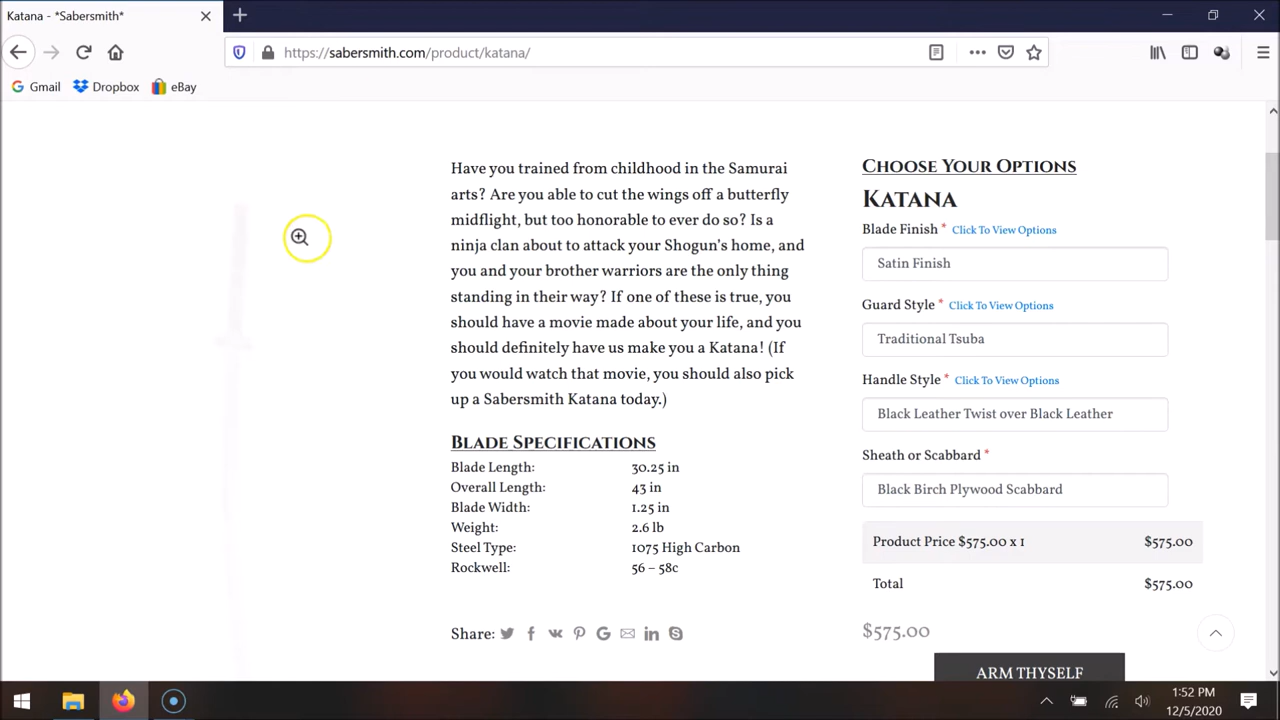 Katana - *Sabersmith*
https://sabersmith.com/product/katana/
Gmail
Dropbox
eBay
Have you trained from childhood in the Samurai
arts? Are you able to cut the wings off a butterfly
midflight, but too honorable to ever do so? Is a
ninja clan about to attack your Shogun's home, and
you and your brother warriors are the only thing
standing in their way? If one of these is true, you
should have a movie made about your life, and you
should definitely have us make you a Katana! (If
you would watch that movie, you should also pick
up a Sabersmith Katana today.)
Blade Specifications
Blade Length: 30.25 in
Overall Length: 43 in
Blade Width: 1.25 in
Weight: 2.6 lb
Steel Type: 1075 High Carbon
Rockwell: 56 – 58c
Share:
Choose Your Options
Katana
Blade Finish * Click To View Options
Satin Finish
Guard Style * Click To View Options
Traditional Tsuba
Handle Style * Click To View Options
Black Leather Twist over Black Leather
Sheath or Scabbard *
Black Birch Plywood Scabbard
Product Price $575.00 x 1 $575.00
Total $575.00
$575.00
ARM THYSELF
1:52 PM
12/5/2020